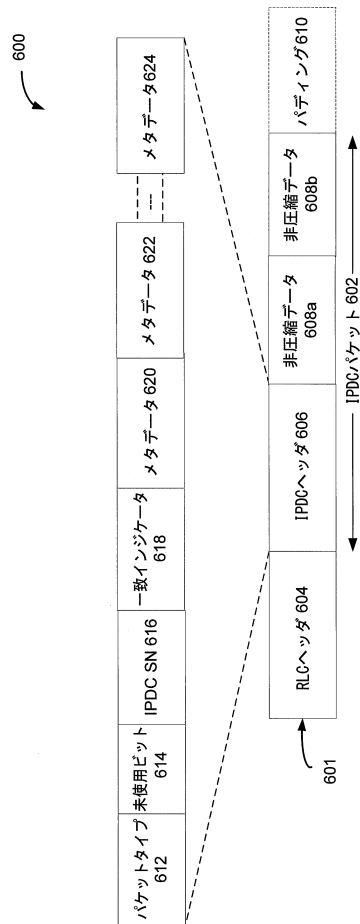 600
パケットタイプ
612
未使用ビット
614
IPDC SN 616
一致インジケータ
618
メタデータ 620
メタデータ 622
---
メタデータ624
RLCヘッダ 604
IPDCヘッダ 606
非圧縮データ
608a
非圧縮データ
608b
パディング 610
IPDCパケット 602
601